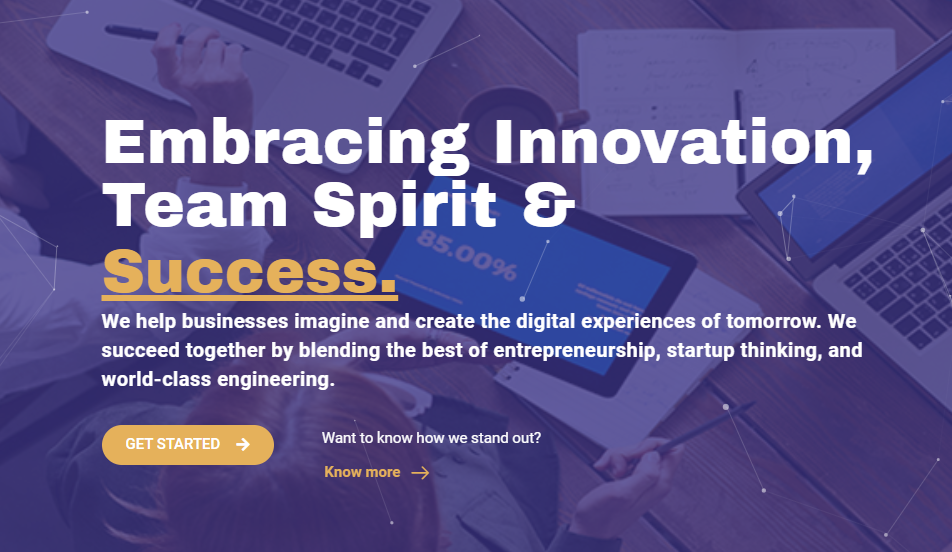 Embracing Innovation,
Team Spirit &
Success.
85.00%
We help businesses imagine and create the digital experiences of tomorrow. We
succeed together by blending the best of entrepreneurship, startup thinking, and
world-class engineering.
GET STARTED
Want to know how we stand out?
Know more